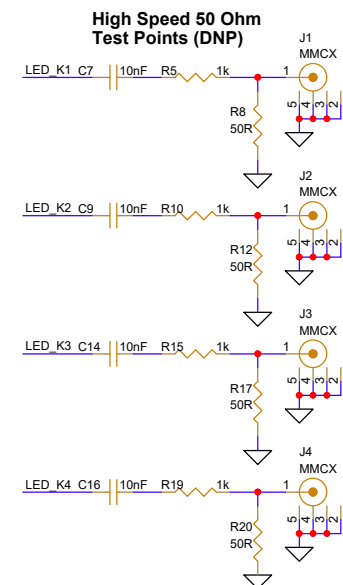 High Speed 50 Ohm
Test Points (DNP)
J1
MMCX
LED_K1 C7 10nF R5 1k 1
R8
50R
5 4 3 2
J2
MMCX
LED_K2 C9 10nF R10 1k 1
R12
50R
5 4 3 2
J3
MMCX
LED_K3 C14 10nF R15 1k 1
R17
50R
5 4 3 2
J4
MMCX
LED_K4 C16 10nF R19 1k 1
R20
50R
5 4 3 2